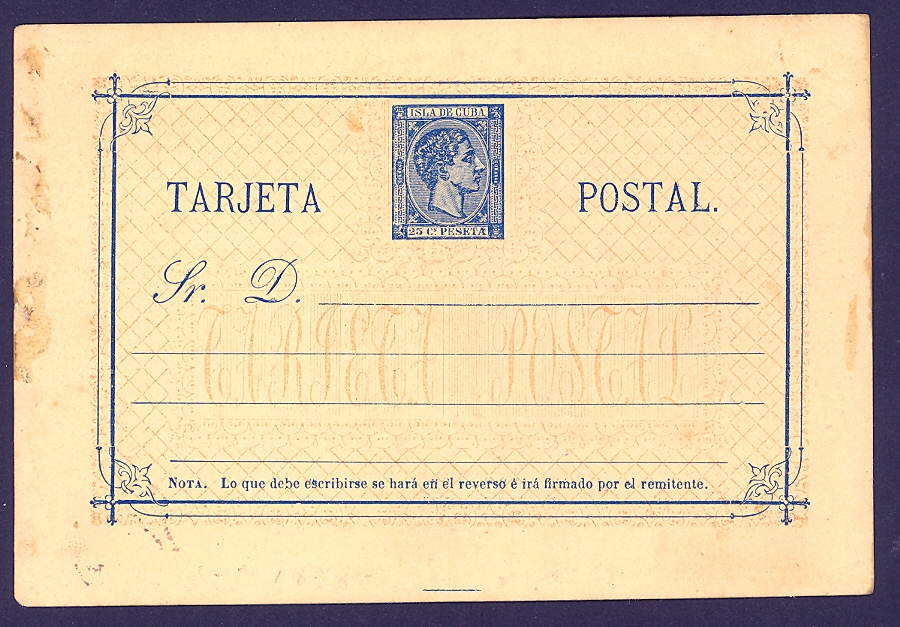 ISLA DE CUBA
25 Cs PESETA
TARJETA POSTAL.
Sr. D.
TARJETA POSTAL
NOTA. Lo que debe escribirse se hará en el reverso é irá firmado por el remitente.